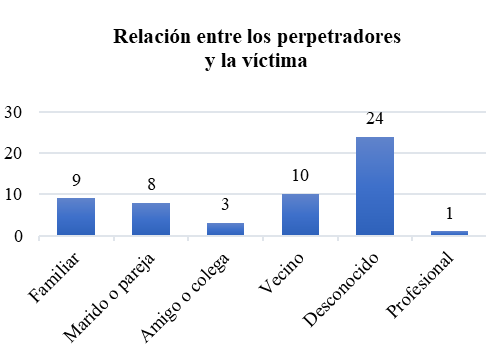 Relación entre los perpetradores
y la víctima
30
20
10
0
9
8
3
10
24
1
Familiar
Marido o pareja
Amigo o colega
Vecino
Desconocido
Profesional